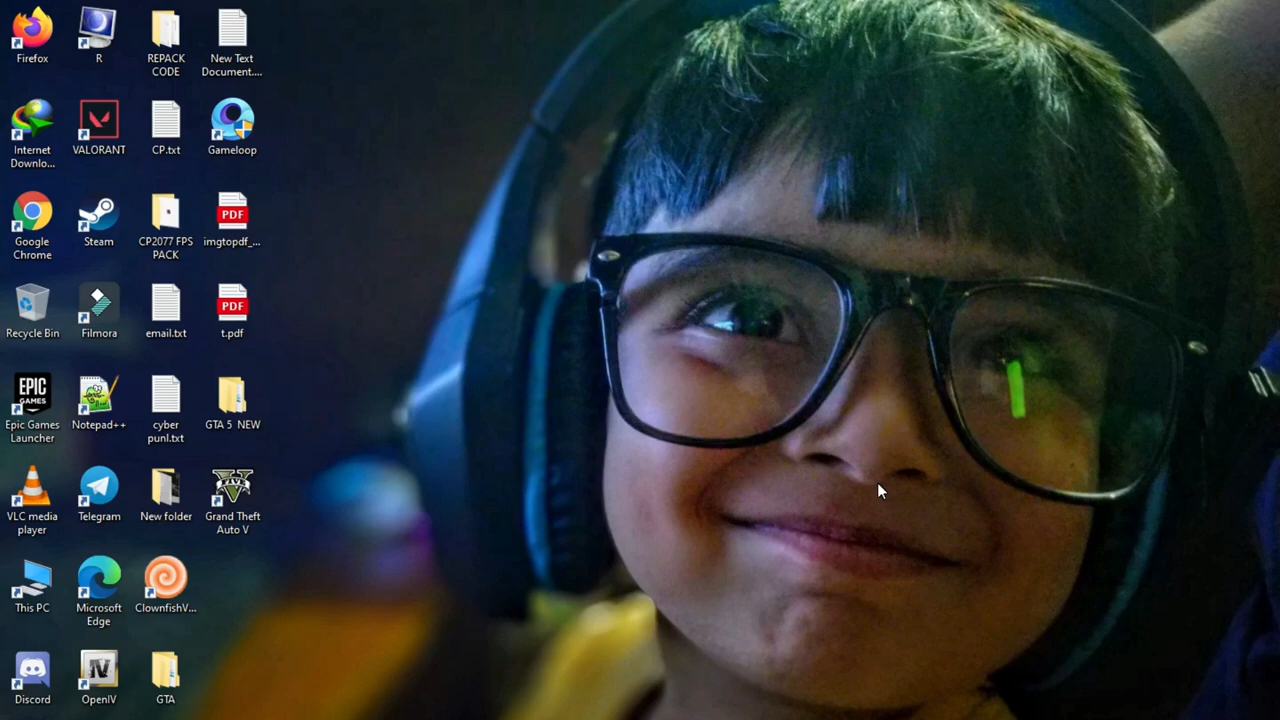 Firefox
R
REPACK
CODE
New Text
Document....
Internet
Downlo...
VALORANT
CP.txt
Gameloop
Google
Chrome
Steam
CP2077 FPS
PACK
PDF
imgtopdf_...
Recycle Bin
Filmora
email.txt
PDF
t.pdf
EPIC
GAMES
Epic Games
Launcher
Notepad++
cyber
punl.txt
GTA 5 NEW
VLC media
player
Telegram
New folder
Grand Theft
Auto V
This PC
Microsoft
Edge
ClownfishV...
Discord
IV
OpenIV
GTA